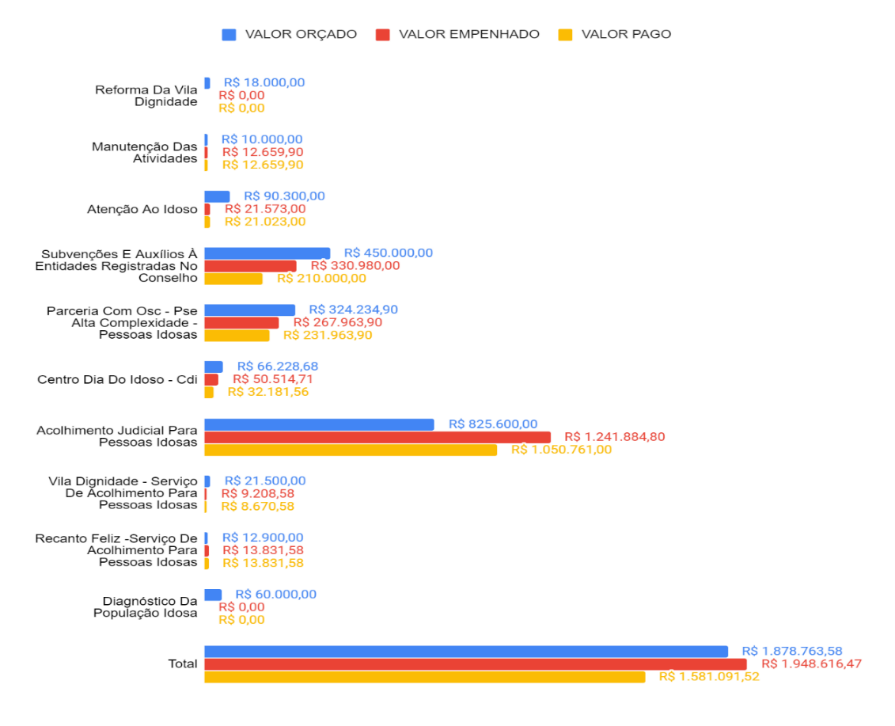 VALOR ORÇADO VALOR EMPENHADO VALOR PAGO
Reforma Da Vila
Dignidade
R$ 18.000,00
R$ 0,00
R$ 0,00
Manutenção Das
Atividades
R$ 10.000,00
R$ 12.659,90
R$ 12.659,90
Atenção Ao Idoso
R$ 90.300,00
R$ 21.573,00
R$ 21.023,00
Subvenções E Auxílios À
Entidades Registradas No
Conselho
R$ 450.000,00
R$ 330.980,00
R$ 210.000,00
Parceria Com Osc - Pse
Alta Complexidade -
Pessoas Idosas
R$ 324.234,90
R$ 267.963,90
R$ 231.963,90
Centro Dia Do Idoso - Cdi
R$ 66.228,68
R$ 50.514,71
R$ 32.181,56
Acolhimento Judicial Para
Pessoas Idosas
R$ 825.600,00
R$ 1.241.884,80
R$ 1.050.761,00
Vila Dignidade - Serviço
De Acolhimento Para
Pessoas Idosas
R$ 21.500,00
R$ 9.208,58
R$ 8.670,58
Recanto Feliz -Serviço De
Acolhimento Para
Pessoas Idosas
R$ 12.900,00
R$ 13.831,58
R$ 13.831,58
Diagnóstico Da
População Idosa
R$ 60.000,00
R$ 0,00
R$ 0,00
Total
R$ 1.878.763,58
R$ 1.948.616,47
R$ 1.581.091,52